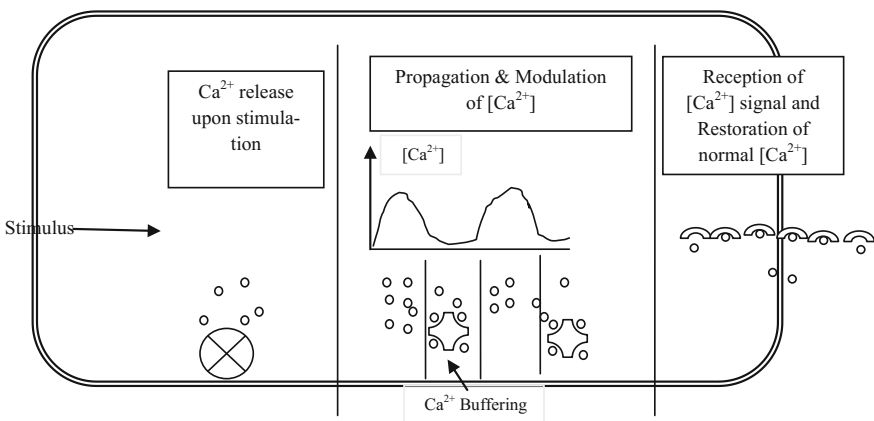 Ca²⁺ release
upon stimula-
tion
Propagation & Modulation
of [Ca²⁺]
Reception of
[Ca²⁺] signal and
Restoration of
normal [Ca²⁺]
[Ca²⁺]
Stimulus
Ca²⁺ Buffering